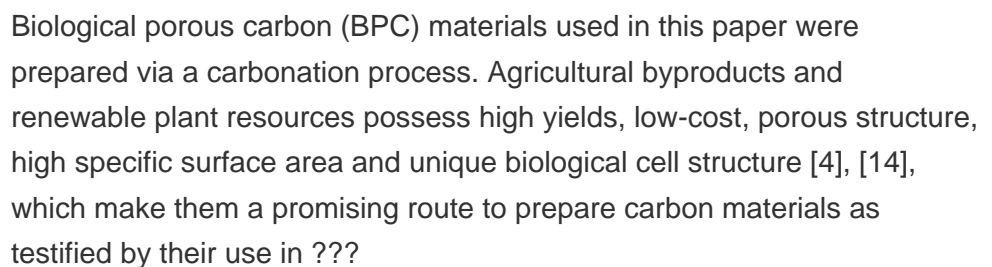 Biological porous carbon (BPC) materials used in this paper were
prepared via a carbonation process. Agricultural byproducts and
renewable plant resources possess high yields, low-cost, porous structure,
high specific surface area and unique biological cell structure [4], [14],
which make them a promising route to prepare carbon materials as
testified by their use in ???